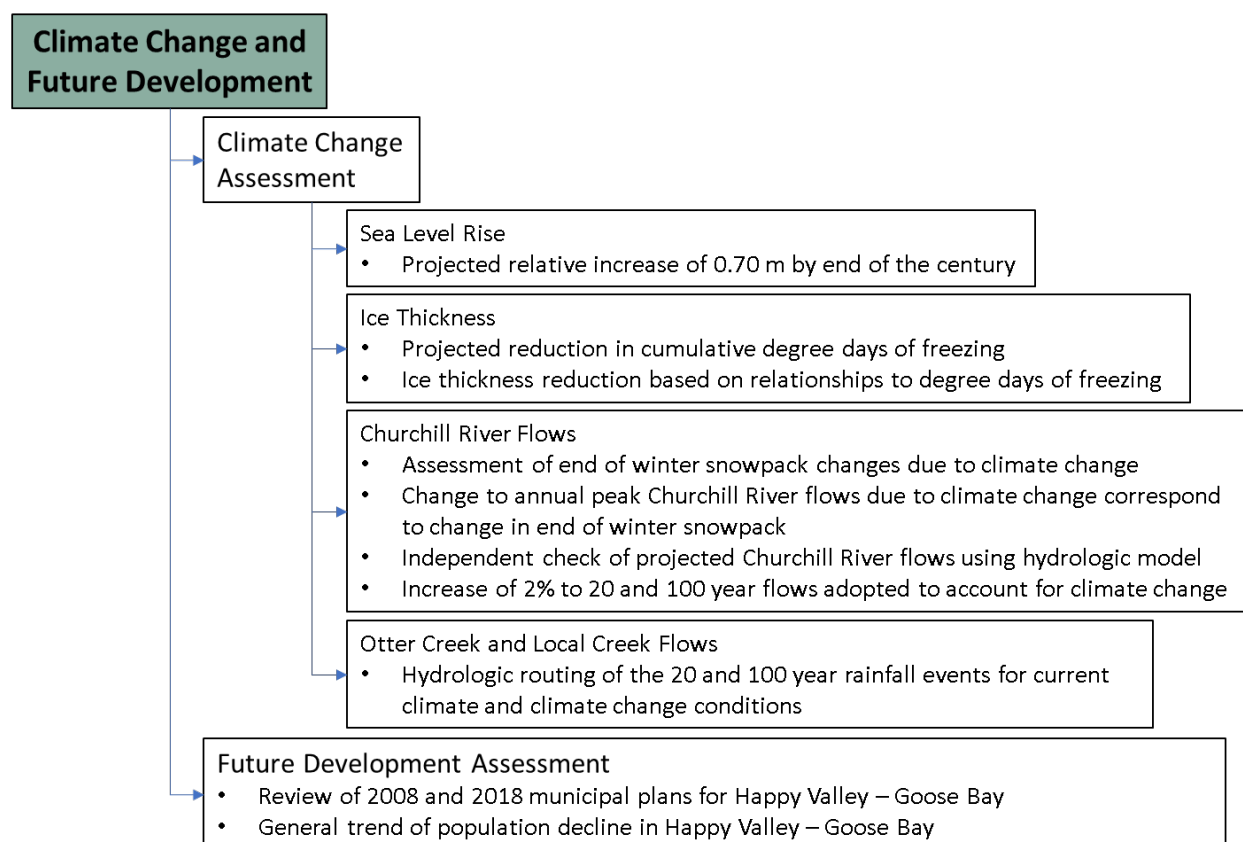 Climate Change and
Future Development
Climate Change
Assessment
Sea Level Rise
• Projected relative increase of 0.70 m by end of the century
Ice Thickness
• Projected reduction in cumulative degree days of freezing
• Ice thickness reduction based on relationships to degree days of freezing
Churchill River Flows
• Assessment of end of winter snowpack changes due to climate change
• Change to annual peak Churchill River flows due to climate change correspond
to change in end of winter snowpack
• Independent check of projected Churchill River flows using hydrologic model
• Increase of 2% to 20 and 100 year flows adopted to account for climate change
Otter Creek and Local Creek Flows
• Hydrologic routing of the 20 and 100 year rainfall events for current
climate and climate change conditions
Future Development Assessment
• Review of 2008 and 2018 municipal plans for Happy Valley – Goose Bay
• General trend of population decline in Happy Valley – Goose Bay